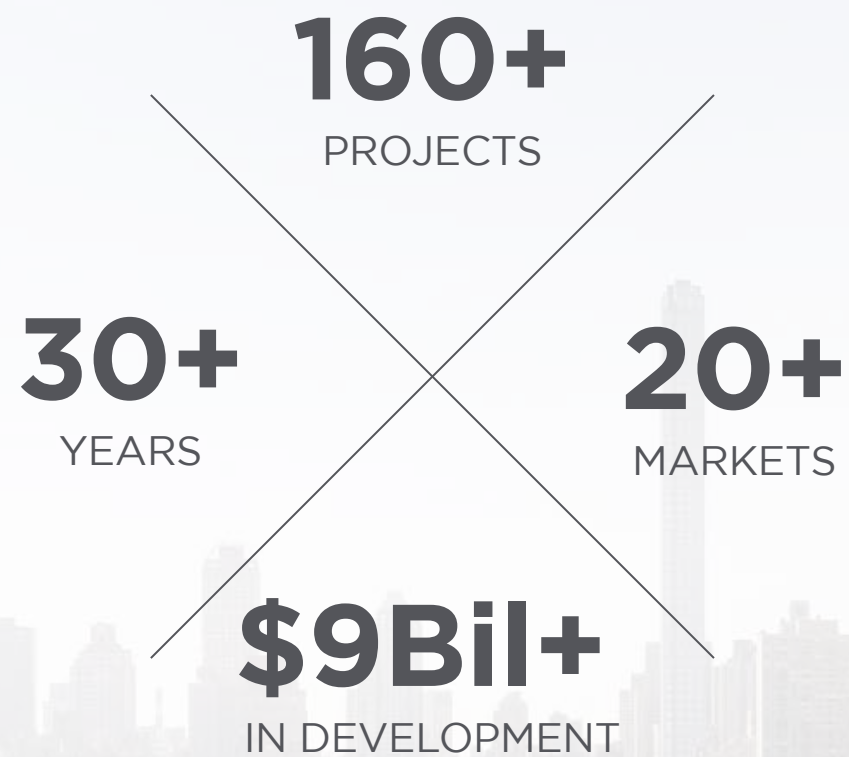 160+
PROJECTS
30+
YEARS
20+
MARKETS
$9Bil+
IN DEVELOPMENT